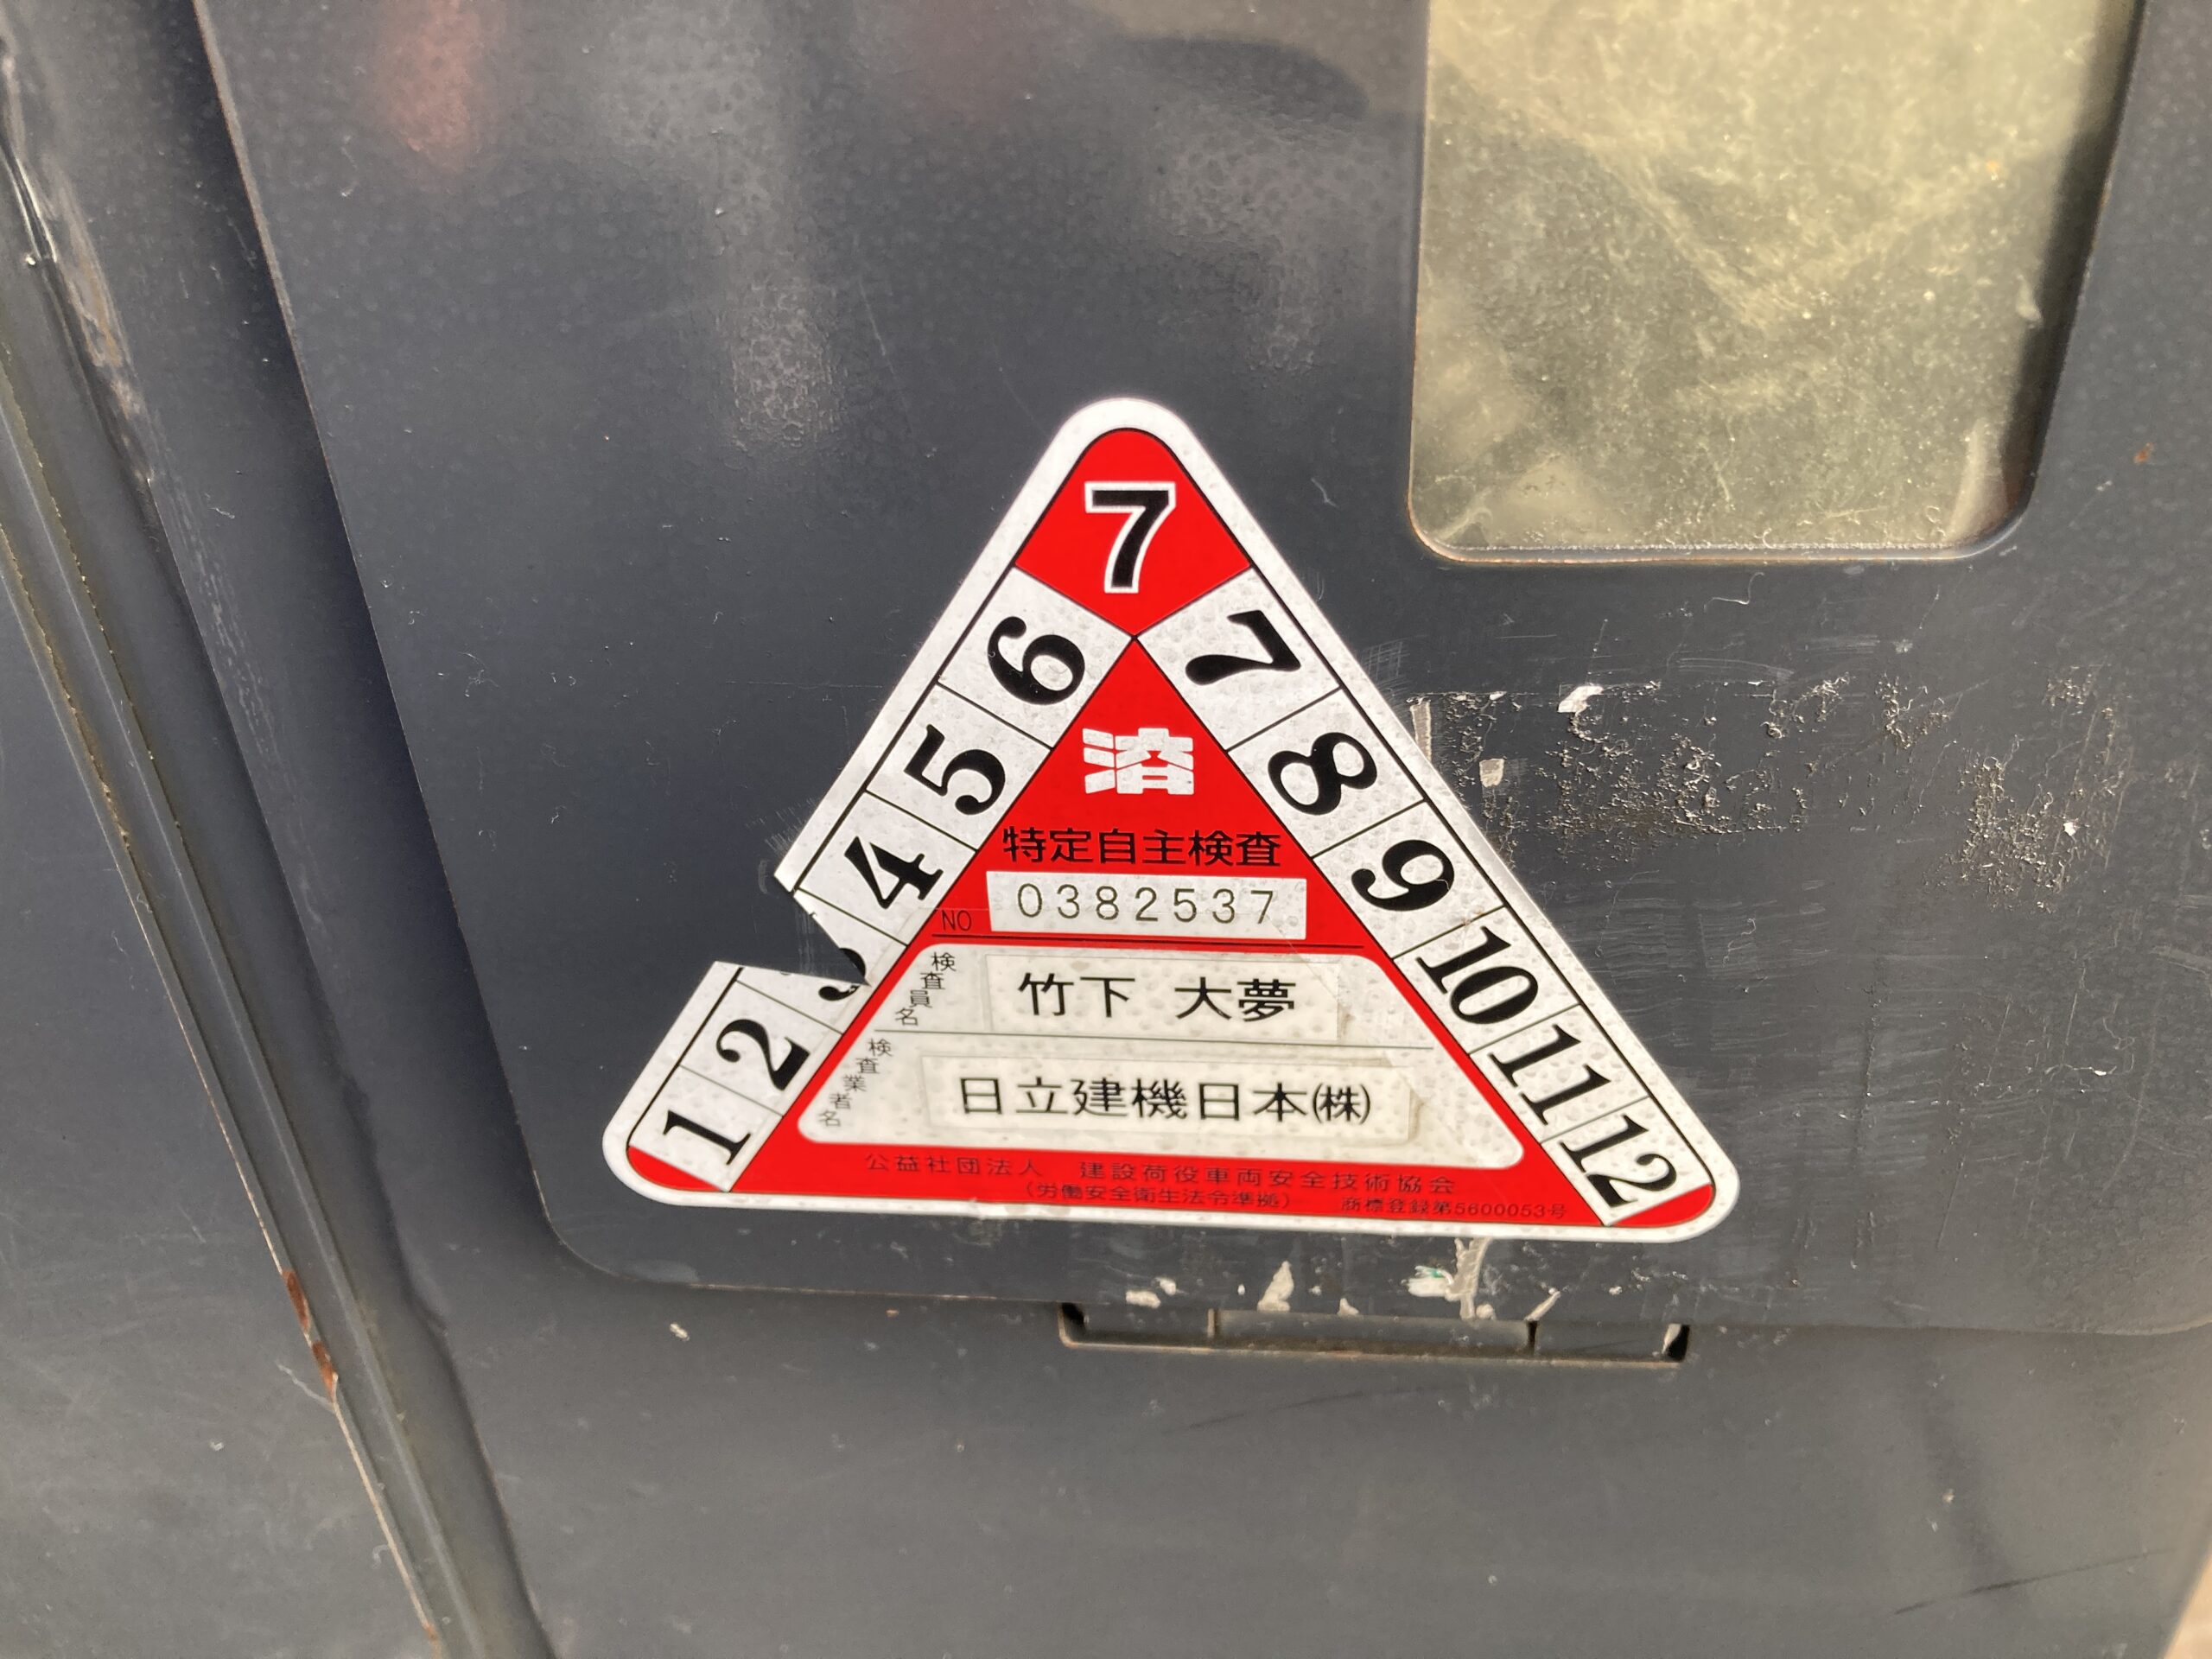 7
6 7
5 8
4 9
3 10
2 11
1 12
済
特定自主検査
NO 0382537
検査員名 竹下 大夢
検査業者名 日立建機日本㈱
公益社団法人 建設荷役車両安全技術協会
(労働安全衛生法令準拠) 商標登録第5600053号